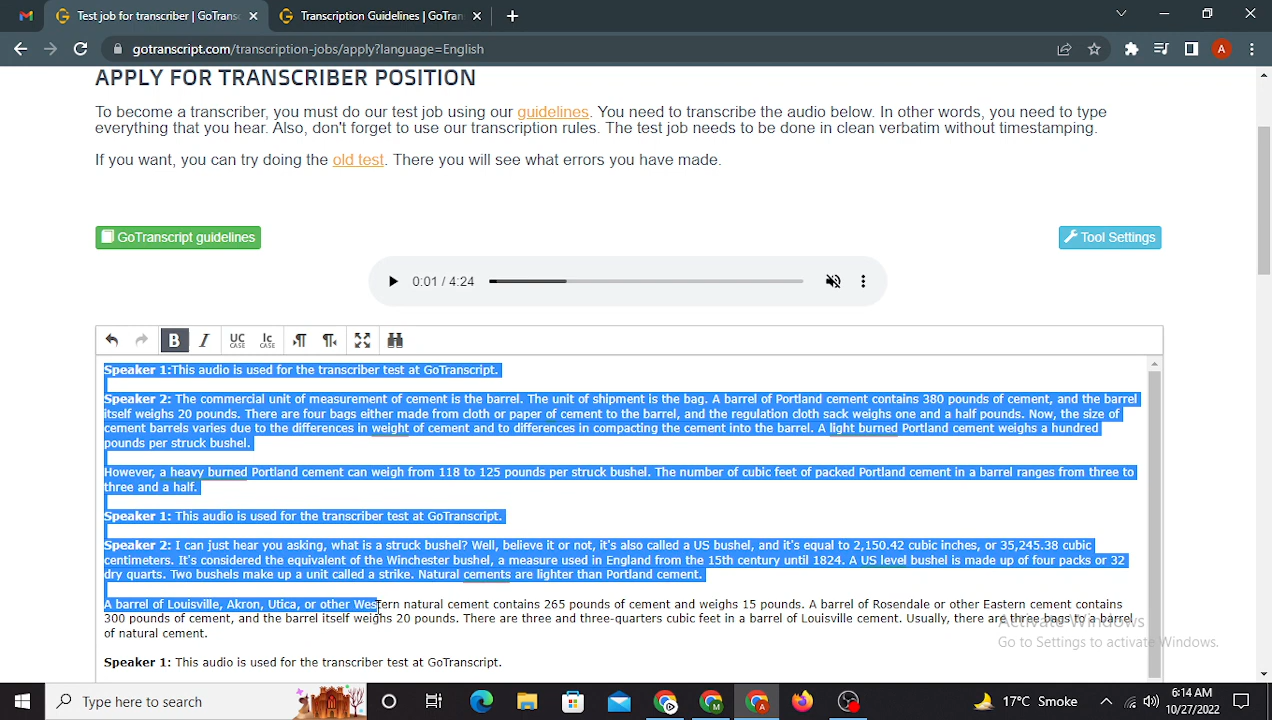 Test job for transcriber | GoTrans
Transcription Guidelines | GoTran
gotranscript.com/transcription-jobs/apply?language=English
A
APPLY FOR TRANSCRIBER POSITION
To become a transcriber, you must do our test job using our guidelines. You need to transcribe the audio below. In other words, you need to type
everything that you hear. Also, don't forget to use our transcription rules. The test job needs to be done in clean verbatim without timestamping.
If you want, you can try doing the old test. There you will see what errors you have made.
GoTranscript guidelines
Tool Settings
0:01 / 4:24
B I UC CASE lc CASE
Speaker 1:This audio is used for the transcriber test at GoTranscript.
Speaker 2: The commercial unit of measurement of cement is the barrel. The unit of shipment is the bag. A barrel of Portland cement contains 380 pounds of cement, and the barrel
itself weighs 20 pounds. There are four bags either made from cloth or paper of cement to the barrel, and the regulation cloth sack weighs one and a half pounds. Now, the size of
cement barrels varies due to the differences in weight of cement and to differences in compacting the cement into the barrel. A light burned Portland cement weighs a hundred
pounds per struck bushel.
However, a heavy burned Portland cement can weigh from 118 to 125 pounds per struck bushel. The number of cubic feet of packed Portland cement in a barrel ranges from three to
three and a half.
Speaker 1: This audio is used for the transcriber test at GoTranscript.
Speaker 2: I can just hear you asking, what is a struck bushel? Well, believe it or not, it's also called a US bushel, and it's equal to 2,150.42 cubic inches, or 35,245.38 cubic
centimeters. It's considered the equivalent of the Winchester bushel, a measure used in England from the 15th century until 1824. A US level bushel is made up of four packs or 32
dry quarts. Two bushels make up a unit called a strike. Natural cements are lighter than Portland cement.
A barrel of Louisville, Akron, Utica, or other Western natural cement contains 265 pounds of cement and weighs 15 pounds. A barrel of Rosendale or other Eastern cement contains
300 pounds of cement, and the barrel itself weighs 20 pounds. There are three and three-quarters cubic feet in a barrel of Louisville cement. Usually, there are three bags to a barrel
of natural cement.
Activate Windows
Go to Settings to activate Windows.
Speaker 1: This audio is used for the transcriber test at GoTranscript.
Type here to search
17°C Smoke
6:14 AM
10/27/2022